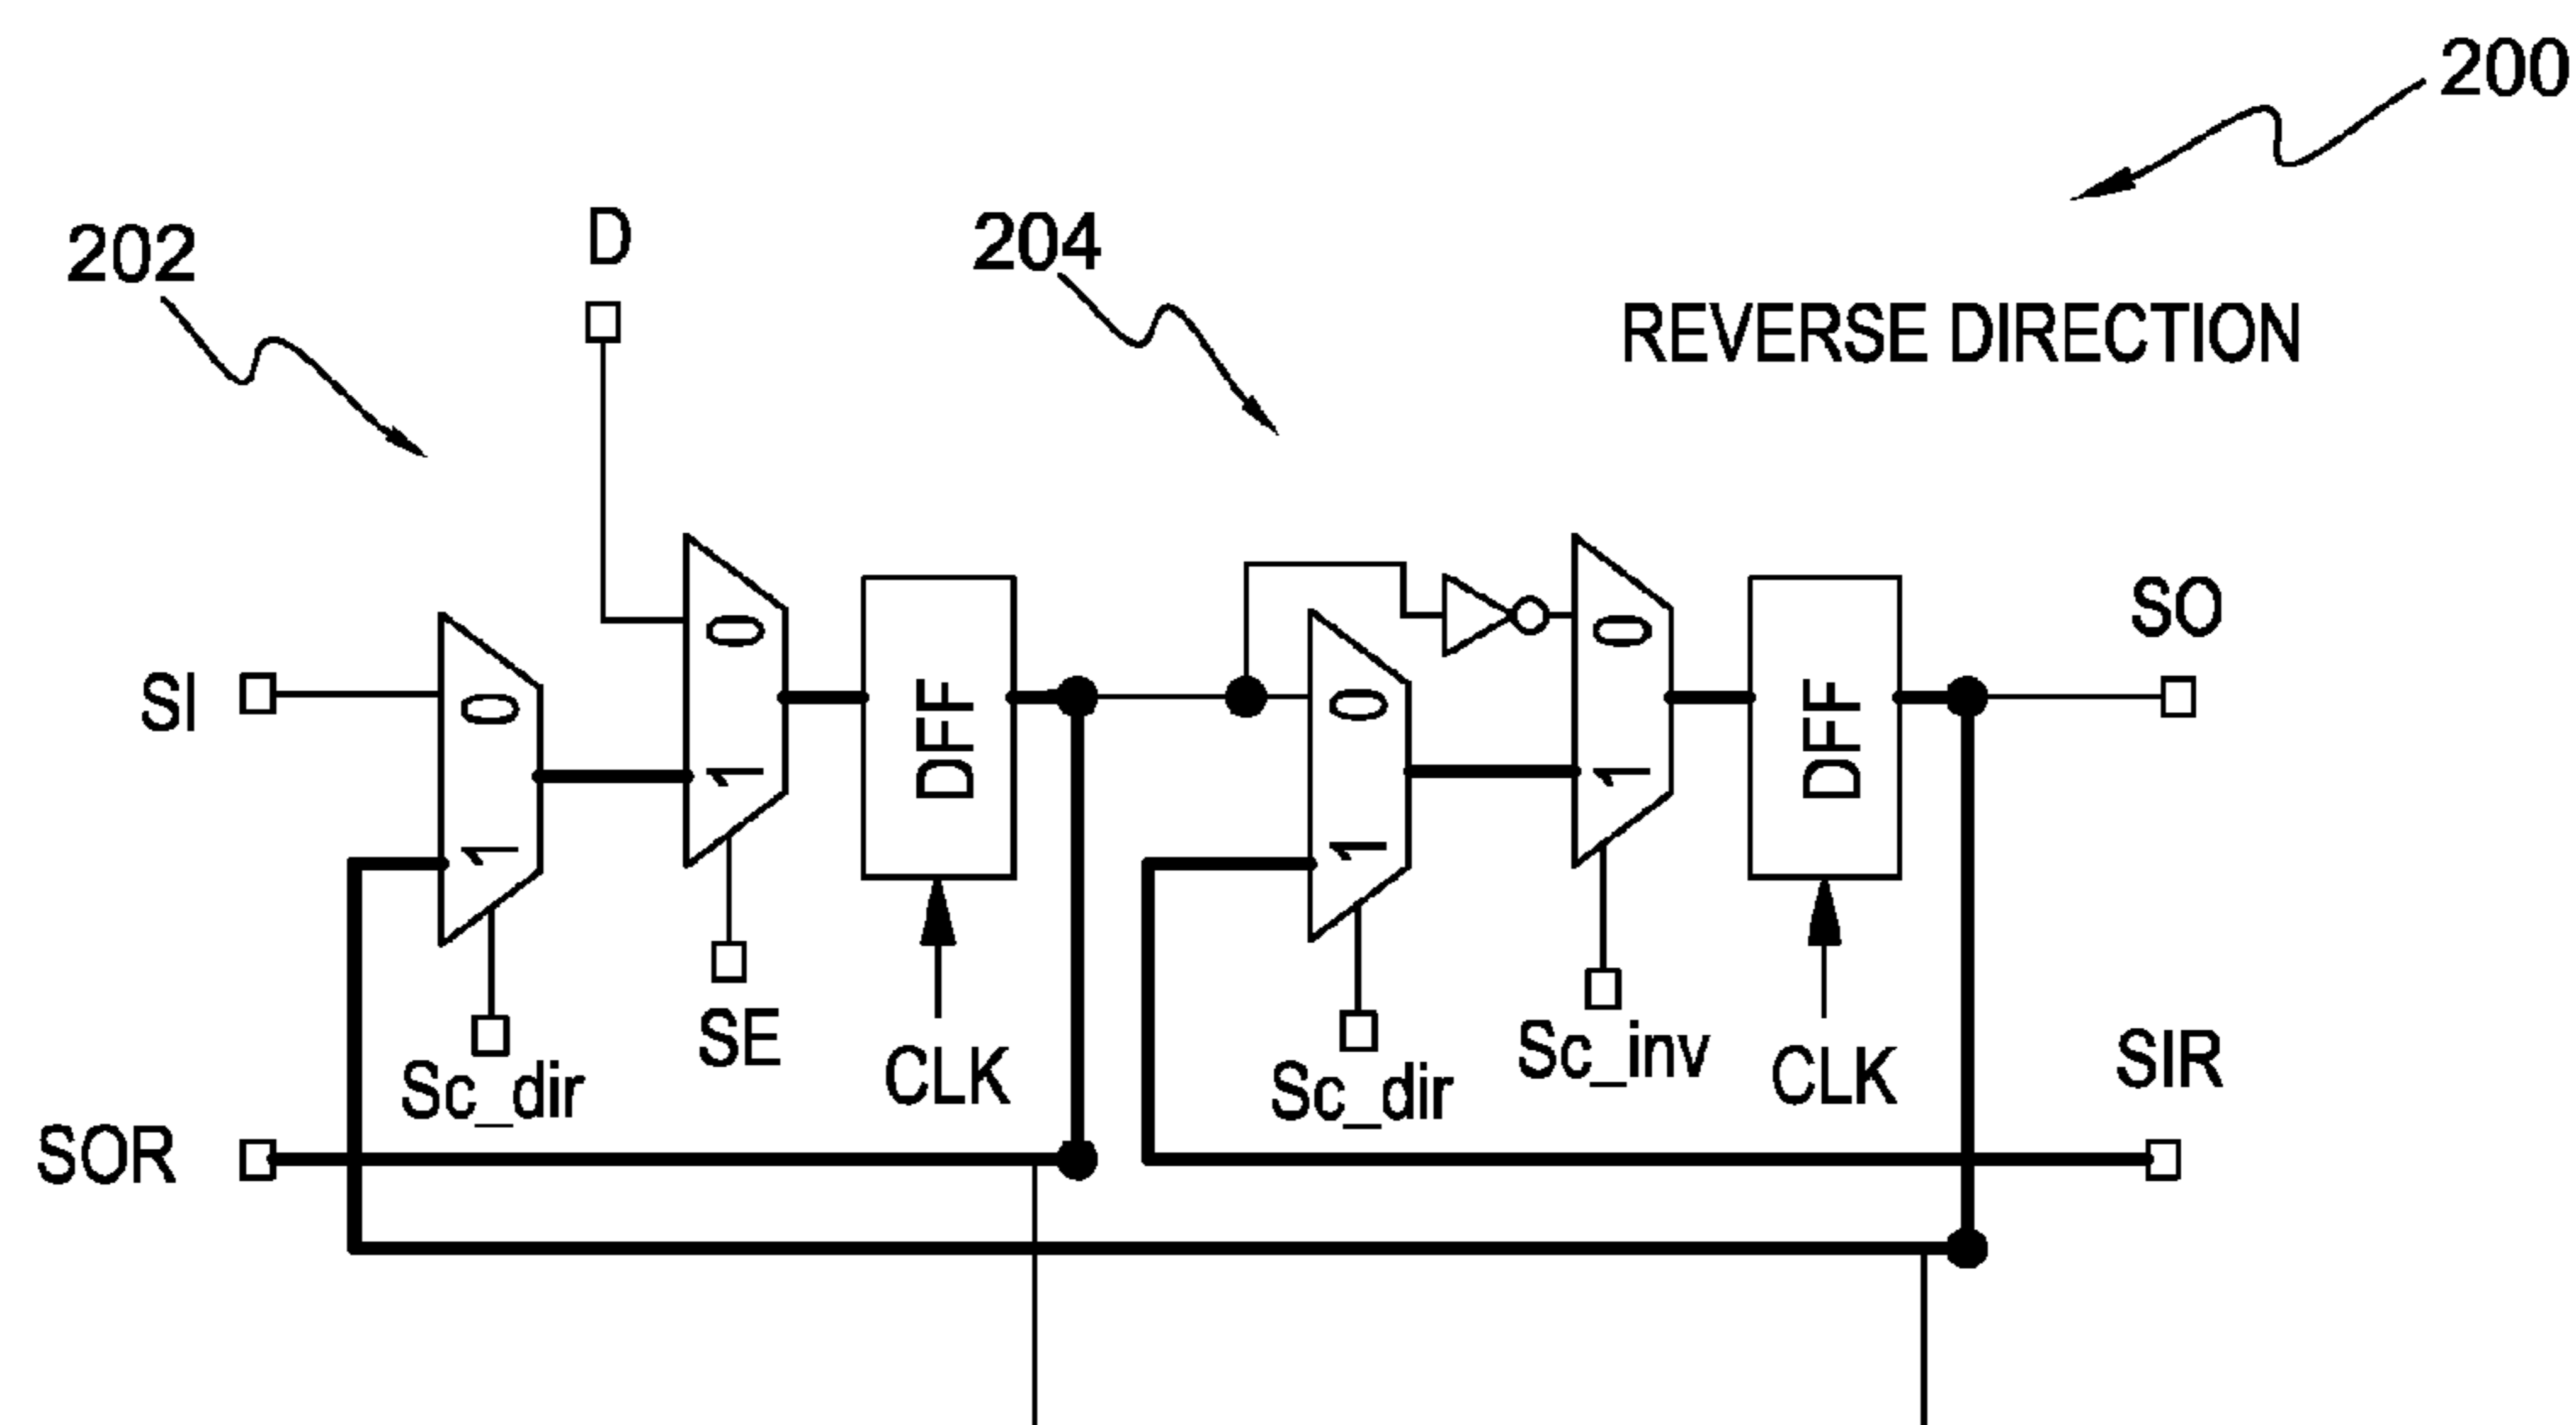 200
202
D
204
REVERSE DIRECTION
SI
0
1
0
1
DFF
0
1
0
1
DFF
SO
Sc_dir
SE
CLK
Sc_dir
Sc_inv
CLK
SIR
SOR